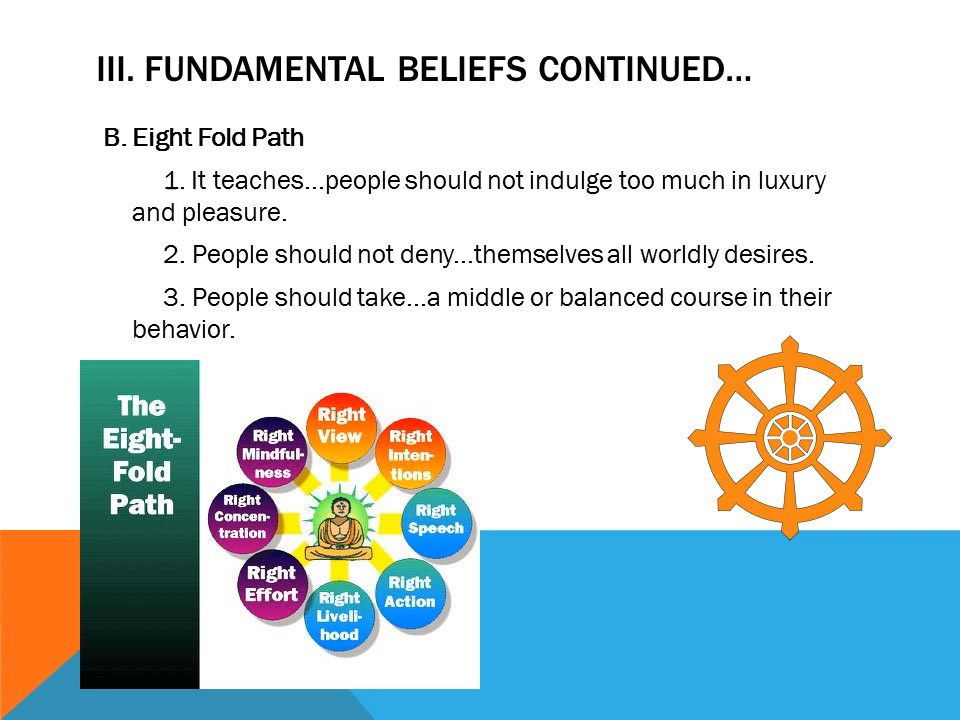 III. FUNDAMENTAL BELIEFS CONTINUED...
B. Eight Fold Path
1. It teaches...people should not indulge too much in luxury
and pleasure.
2. People should not deny...themselves all worldly desires.
3. People should take...a middle or balanced course in their
behavior.
The
Eight-
Fold
Path
Right
View
Right
Inten-
tions
Right
Speech
Right
Action
Right
Liveli-
hood
Right
Effort
Right
Concen-
tration
Right
Mindful-
ness